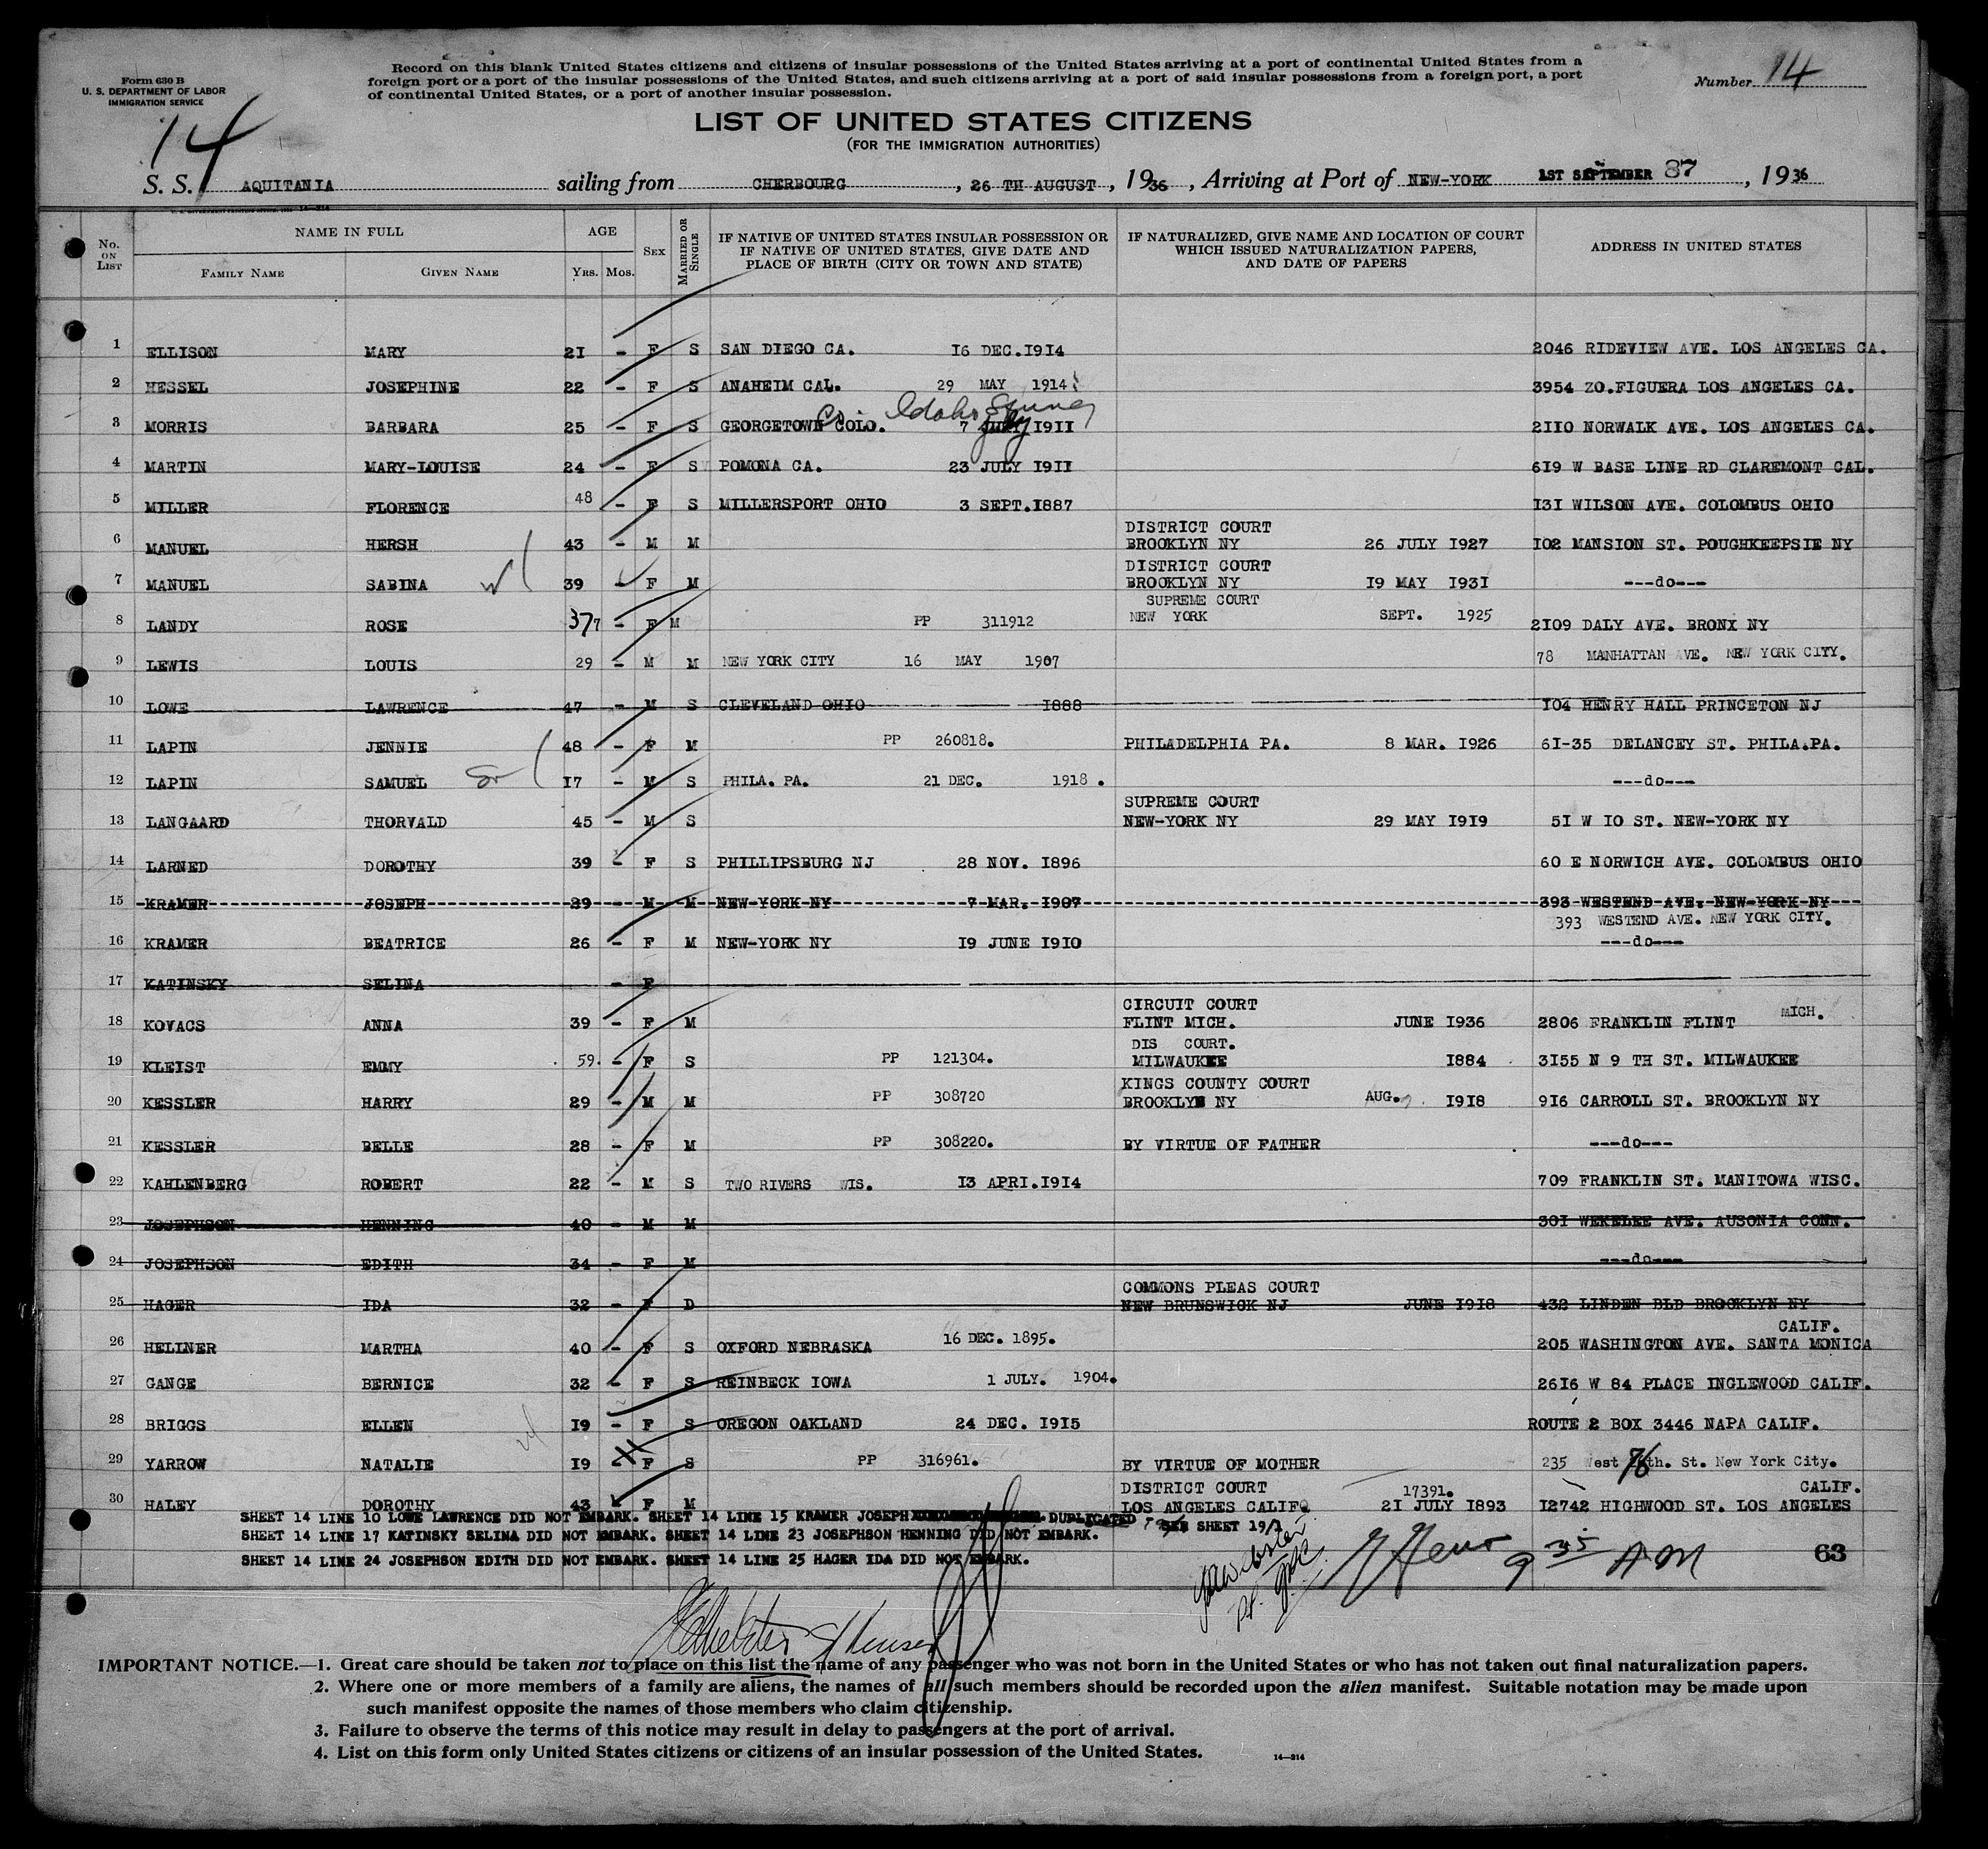 Form 630 B
U. S. DEPARTMENT OF LABOR
IMMIGRATION SERVICE
Record on this blank United States citizens and citizens of insular possessions of the United States arriving at a port of continental United States from a
foreign port or a port of the insular possessions of the United States, and such citizens arriving at a port of said insular possessions from a foreign port, a port
of continental United States, or a port of another insular possession.
Number 14
14
LIST OF UNITED STATES CITIZENS
(FOR THE IMMIGRATION AUTHORITIES)
S. S. AQUITANIA sailing from CHERBOURG, 26 TH AUGUST, 1936, Arriving at Port of NEW-YORK 1ST SEPTEMBER 37, 1936
No. ON LIST NAME IN FULL AGE SEX MARRIED OR SINGLE IF NATIVE OF UNITED STATES INSULAR POSSESSION OR IF NATIVE OF UNITED STATES, GIVE DATE AND PLACE OF BIRTH (CITY OR TOWN AND STATE) IF NATURALIZED, GIVE NAME AND LOCATION OF COURT WHICH ISSUED NATURALIZATION PAPERS, AND DATE OF PAPERS ADDRESS IN UNITED STATES
FAMILY NAME GIVEN NAME YRS. MOS.
1 ELLISON MARY 21 - F S SAN DIEGO CA. 16 DEC.1914 2046 RIDEVIEW AVE. LOS ANGELES CA.
2 HESSEL JOSEPHINE 22 - F S ANAHEIM CAL. 29 MAY 1914 3954 ZO.FIGUERA LOS ANGELES CA.
Co. Idaho Springs
3 MORRIS BARBARA 25 - F S GEORGETOWN COLO. 7 JULY 1911 2110 NORWALK AVE. LOS ANGELES CA.
4 MARTIN MARY-LOUISE 24 - F S POMONA CA. 23 JULY 1911 619 W BASE LINE RD CLAREMONT CAL.
5 MILLER FLORENCE 48 - F S MILLERSPORT OHIO 3 SEPT.1887 131 WILSON AVE. COLOMBUS OHIO
DISTRICT COURT
6 MANUEL HERSH 43 - M M BROOKLYN NY 26 JULY 1927 102 MANSION ST. POUGHKEEPSIE NY
DISTRICT COURT
7 MANUEL SABINA w 39 - F M BROOKLYN NY 19 MAY 1931 ---do---
SUPREME COURT
8 LANDY ROSE 37 - F M PP 311912 NEW YORK SEPT. 1925 2109 DALY AVE. BRONX NY
9 LEWIS LOUIS 29 - M M NEW YORK CITY 16 MAY 1907 78 MANHATTAN AVE. NEW YORK CITY.
10 LOWE LAWRENCE 47 - M S CLEVELAND OHIO 1888 104 HENRY HALL PRINCETON NJ
11 LAPIN JENNIE 48 - F M PP 260818. PHILADELPHIA PA. 8 MAR. 1926 61-35 DELANCEY ST. PHILA.PA.
12 LAPIN SAMUEL 17 - M S PHILA. PA. 21 DEC. 1918. ---do---
SUPREME COURT
13 LANGAARD THORVALD 45 - M S NEW-YORK NY 29 MAY 1919 51 W 10 ST. NEW-YORK NY
14 LARNED DOROTHY 39 - F S PHILLIPSBURG NJ 28 NOV. 1896 60 E NORWICH AVE. COLOMBUS OHIO
15 KRAMER JOSEPH 29 - M M NEW-YORK NY 7 MAR. 1907 393 WESTEND AVE. NEW-YORK NY
393 WESTEND AVE. NEW YORK CITY.
16 KRAMER BEATRICE 26 - F M NEW-YORK NY 19 JUNE 1910 ---do---
17 KATINSKY SELINA - F
CIRCUIT COURT
18 KOVACS ANNA 39 - F M FLINT MICH. JUNE 1936 2806 FRANKLIN FLINT MICH.
DIS COURT.
19 KLEIST EMMY 59. - F S PP 121304. MILWAUKEE 1884 3155 N 9 TH ST. MILWAUKEE
KINGS COUNTY COURT
20 KESSLER HARRY 29 - M M PP 308720 BROOKLYN NY AUG. 1918 916 CARROLL ST. BROOKLYN NY
21 KESSLER BELLE 28 - F M PP 308220. BY VIRTUE OF FATHER ---do---
22 KAHLENBERG ROBERT 22 - M S TWO RIVERS WIS. 13 APRI.1914 709 FRANKLIN ST. MANITOWA WISC.
23 JOSEPHSON HENNING 40 - M M 301 WEKELEE AVE. AUSONIA CONN.
24 JOSEPHSON EDITH 34 - F M ---do---
COMMONS PLEAS COURT
25 HAGER IDA 32 - F D NEW BRUNSWICK NJ JUNE 1918 432 LINDEN BLD BROOKLYN NY
CALIF.
26 HELINER MARTHA 40 - F S OXFORD NEBRASKA 16 DEC. 1895. 205 WASHINGTON AVE. SANTA MONICA
27 GANGE BERNICE 32 - F S REINBECK IOWA 1 JULY. 1904. 2616 W 84 PLACE INGLEWOOD CALIF.
28 BRIGGS ELLEN 19 - F S OREGON OAKLAND 24 DEC. 1915 ROUTE 2 BOX 3446 NAPA CALIF.
29 YARROW NATALIE 19 - F S PP 316961. BY VIRTUE OF MOTHER 235 West 76th. St. New York City.
DISTRICT COURT 17391. CALIF.
30 HALEY DOROTHY 43 F M LOS ANGELES CALIF. 21 JULY 1893 12742 HIGHWOOD ST. LOS ANGELES
SHEET 14 LINE 10 LOWE LAWRENCE DID NOT EMBARK. SHEET 14 LINE 15 KRAMER JOSEPH DUPLICATED SEE SHEET 19/
SHEET 14 LINE 17 KATINSKY SELINA DID NOT EMBARK. SHEET 14 LINE 23 JOSEPHSON HENNING DID NOT EMBARK.
SHEET 14 LINE 24 JOSEPHSON EDITH DID NOT EMBARK. SHEET 14 LINE 25 HAGER IDA DID NOT EMBARK.
9 35 AM
63
IMPORTANT NOTICE.—1. Great care should be taken not to place on this list the name of any passenger who was not born in the United States or who has not taken out final naturalization papers.
2. Where one or more members of a family are aliens, the names of all such members should be recorded upon the alien manifest. Suitable notation may be made upon
such manifest opposite the names of those members who claim citizenship.
3. Failure to observe the terms of this notice may result in delay to passengers at the port of arrival.
4. List on this form only United States citizens or citizens of an insular possession of the United States.
14—214